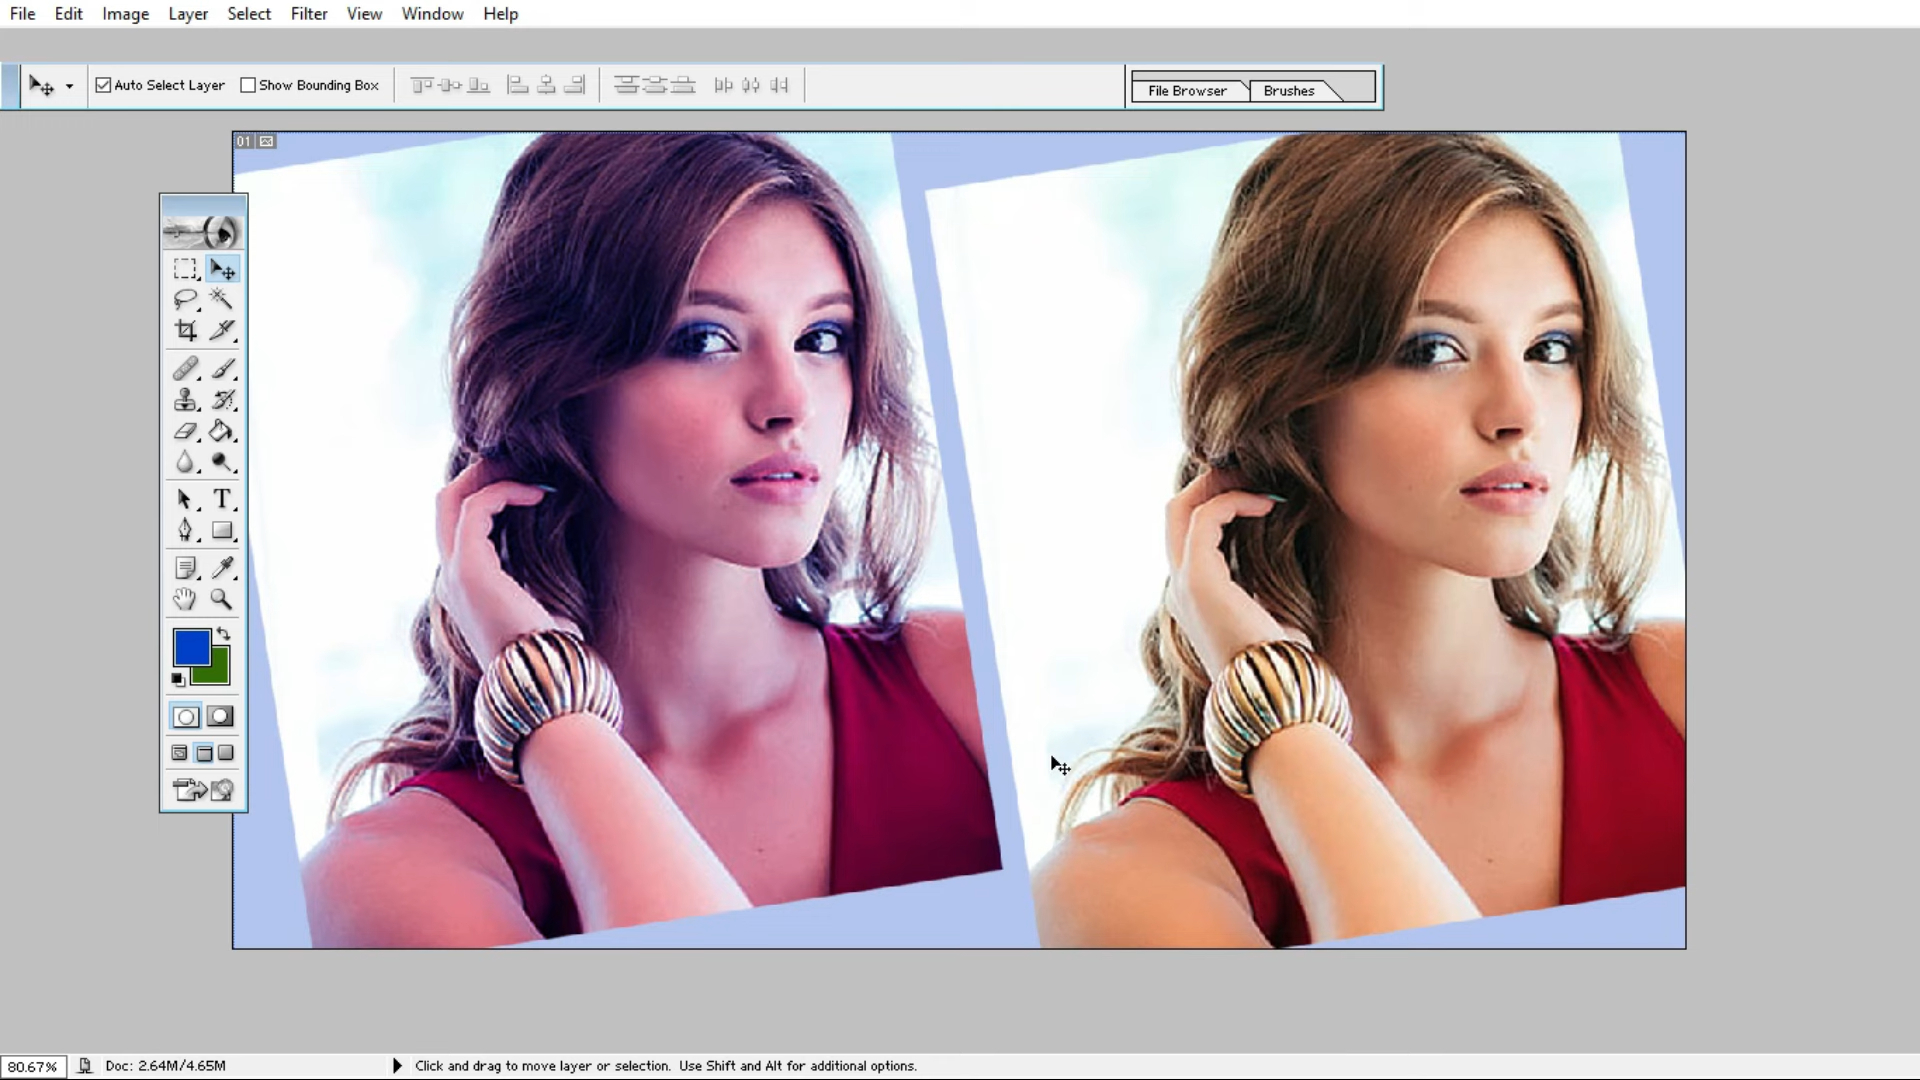 File Edit Image Layer Select Filter View Window Help
Auto Select Layer Show Bounding Box File Browser Brushes
01
T
80.67% Doc: 2.64M/4.65M Click and drag to move layer or selection. Use Shift and Alt for additional options.